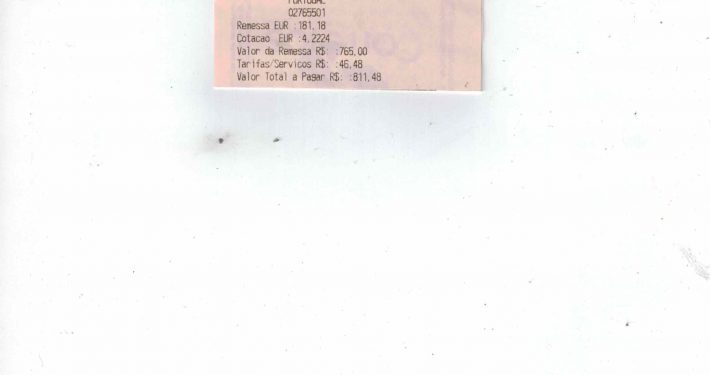 PORTUGAL
02765501
Remessa EUR :181,18
Cotacao EUR :4,2224
Valor da Remessa R$: :765,00
Tarifas/Servicos R$: :46,48
Valor Total a Pagar R$: :811,48